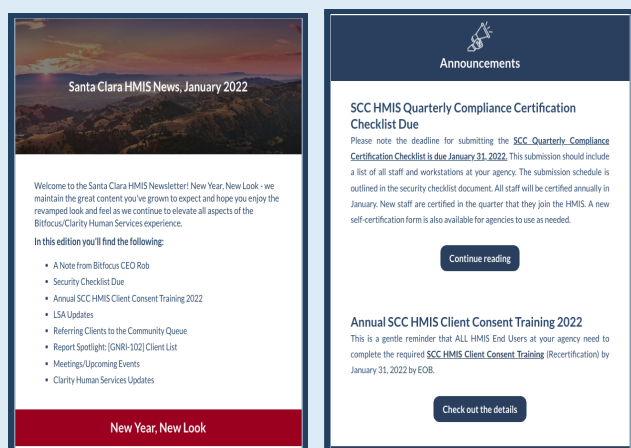 Santa Clara HMIS News, January 2022
Welcome to the Santa Clara HMIS Newsletter! New Year, New Look - we
maintain the great content you've grown to expect and hope you enjoy the
revamped look and feel as we continue to elevate all aspects of the
Bitfocus/Clarity Human Services experience.
In this edition you'll find the following:
• A Note from Bitfocus CEO Rob
• Security Checklist Due
• Annual SCC HMIS Client Consent Training 2022
• LSA Updates
• Referring Clients to the Community Queue
• Report Spotlight: [GNRI-102] Client List
• Meetings/Upcoming Events
• Clarity Human Services Updates
New Year, New Look
Announcements
SCC HMIS Quarterly Compliance Certification
Checklist Due
Please note the deadline for submitting the SCC Quarterly Compliance
Certification Checklist is due January 31, 2022. This submission should include
a list of all staff and workstations at your agency. The submission schedule is
outlined in the security checklist document. All staff will be certified annually in
January. New staff are certified in the quarter that they join the HMIS. A new
self-certification form is also available for agencies to use as needed.
Continue reading
Annual SCC HMIS Client Consent Training 2022
This is a gentle reminder that ALL HMIS End Users at your agency need to
complete the required SCC HMIS Client Consent Training (Recertification) by
January 31, 2022 by EOB.
Check out the details